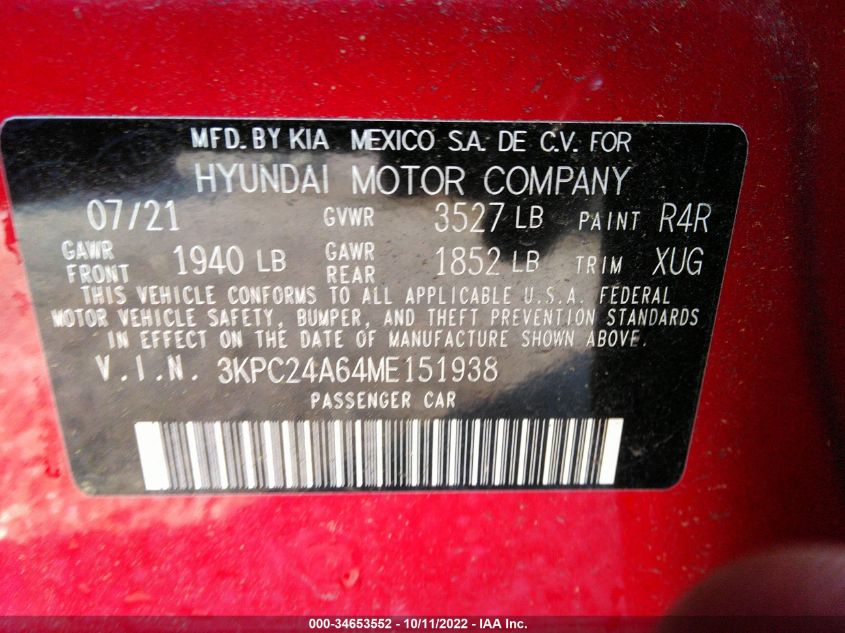 MFD. BY KIA MEXICO S.A. DE C.V. FOR
HYUNDAI MOTOR COMPANY
07/21 GVWR 3527 LB PAINT R4R
GAWR FRONT 1940 LB GAWR REAR 1852 LB TRIM XUG
THIS VEHICLE CONFORMS TO ALL APPLICABLE U.S.A. FEDERAL
MOTOR VEHICLE SAFETY, BUMPER, AND THEFT PREVENTION STANDARDS
IN EFFECT ON THE DATE OF MANUFACTURE SHOWN ABOVE.
V.I.N. 3KPC24A64ME151938
PASSENGER CAR
000-34653552 - 10/11/2022 - IAA Inc.